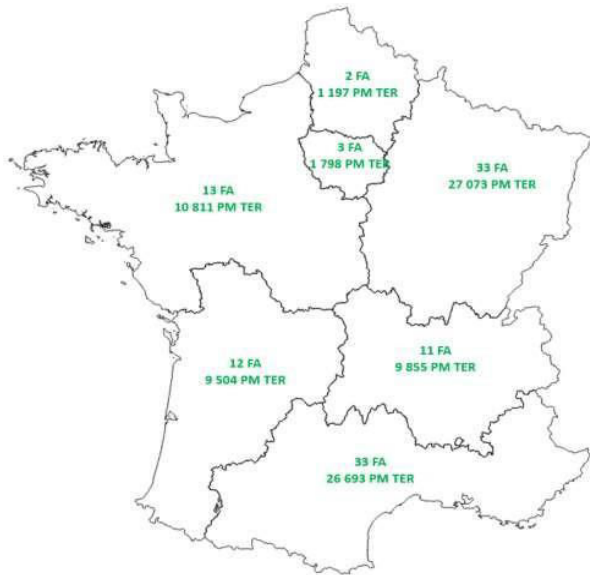 2 FA
1 197 PM TER
3 FA
1 798 PM TER
33 FA
27 073 PM TER
13 FA
10 811 PM TER
12 FA
9 504 PM TER
11 FA
9 855 PM TER
33 FA
26 693 PM TER